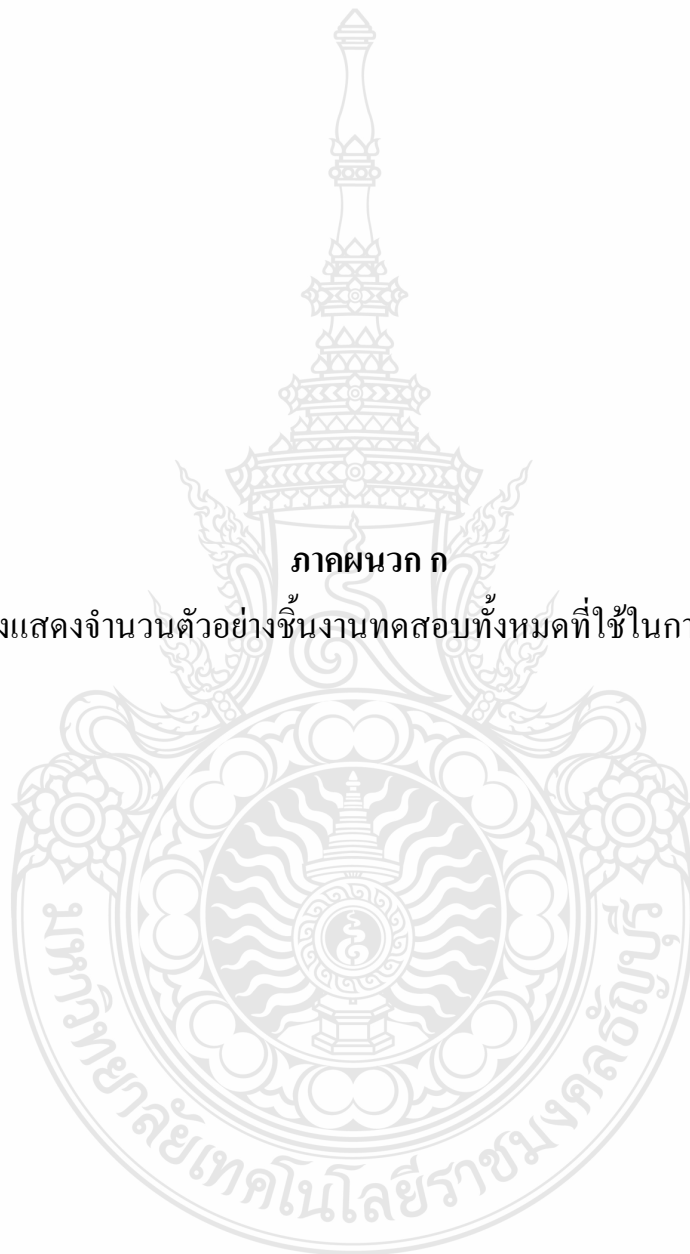 ภาคผนวก ก
งแสดงจำนวนตัวอย่างชิ้นงานทดสอบทั้งหมดที่ใช้ในกา
มหาวิทยาลัยเทคโนโลยีราชมงคลธัญบุรี